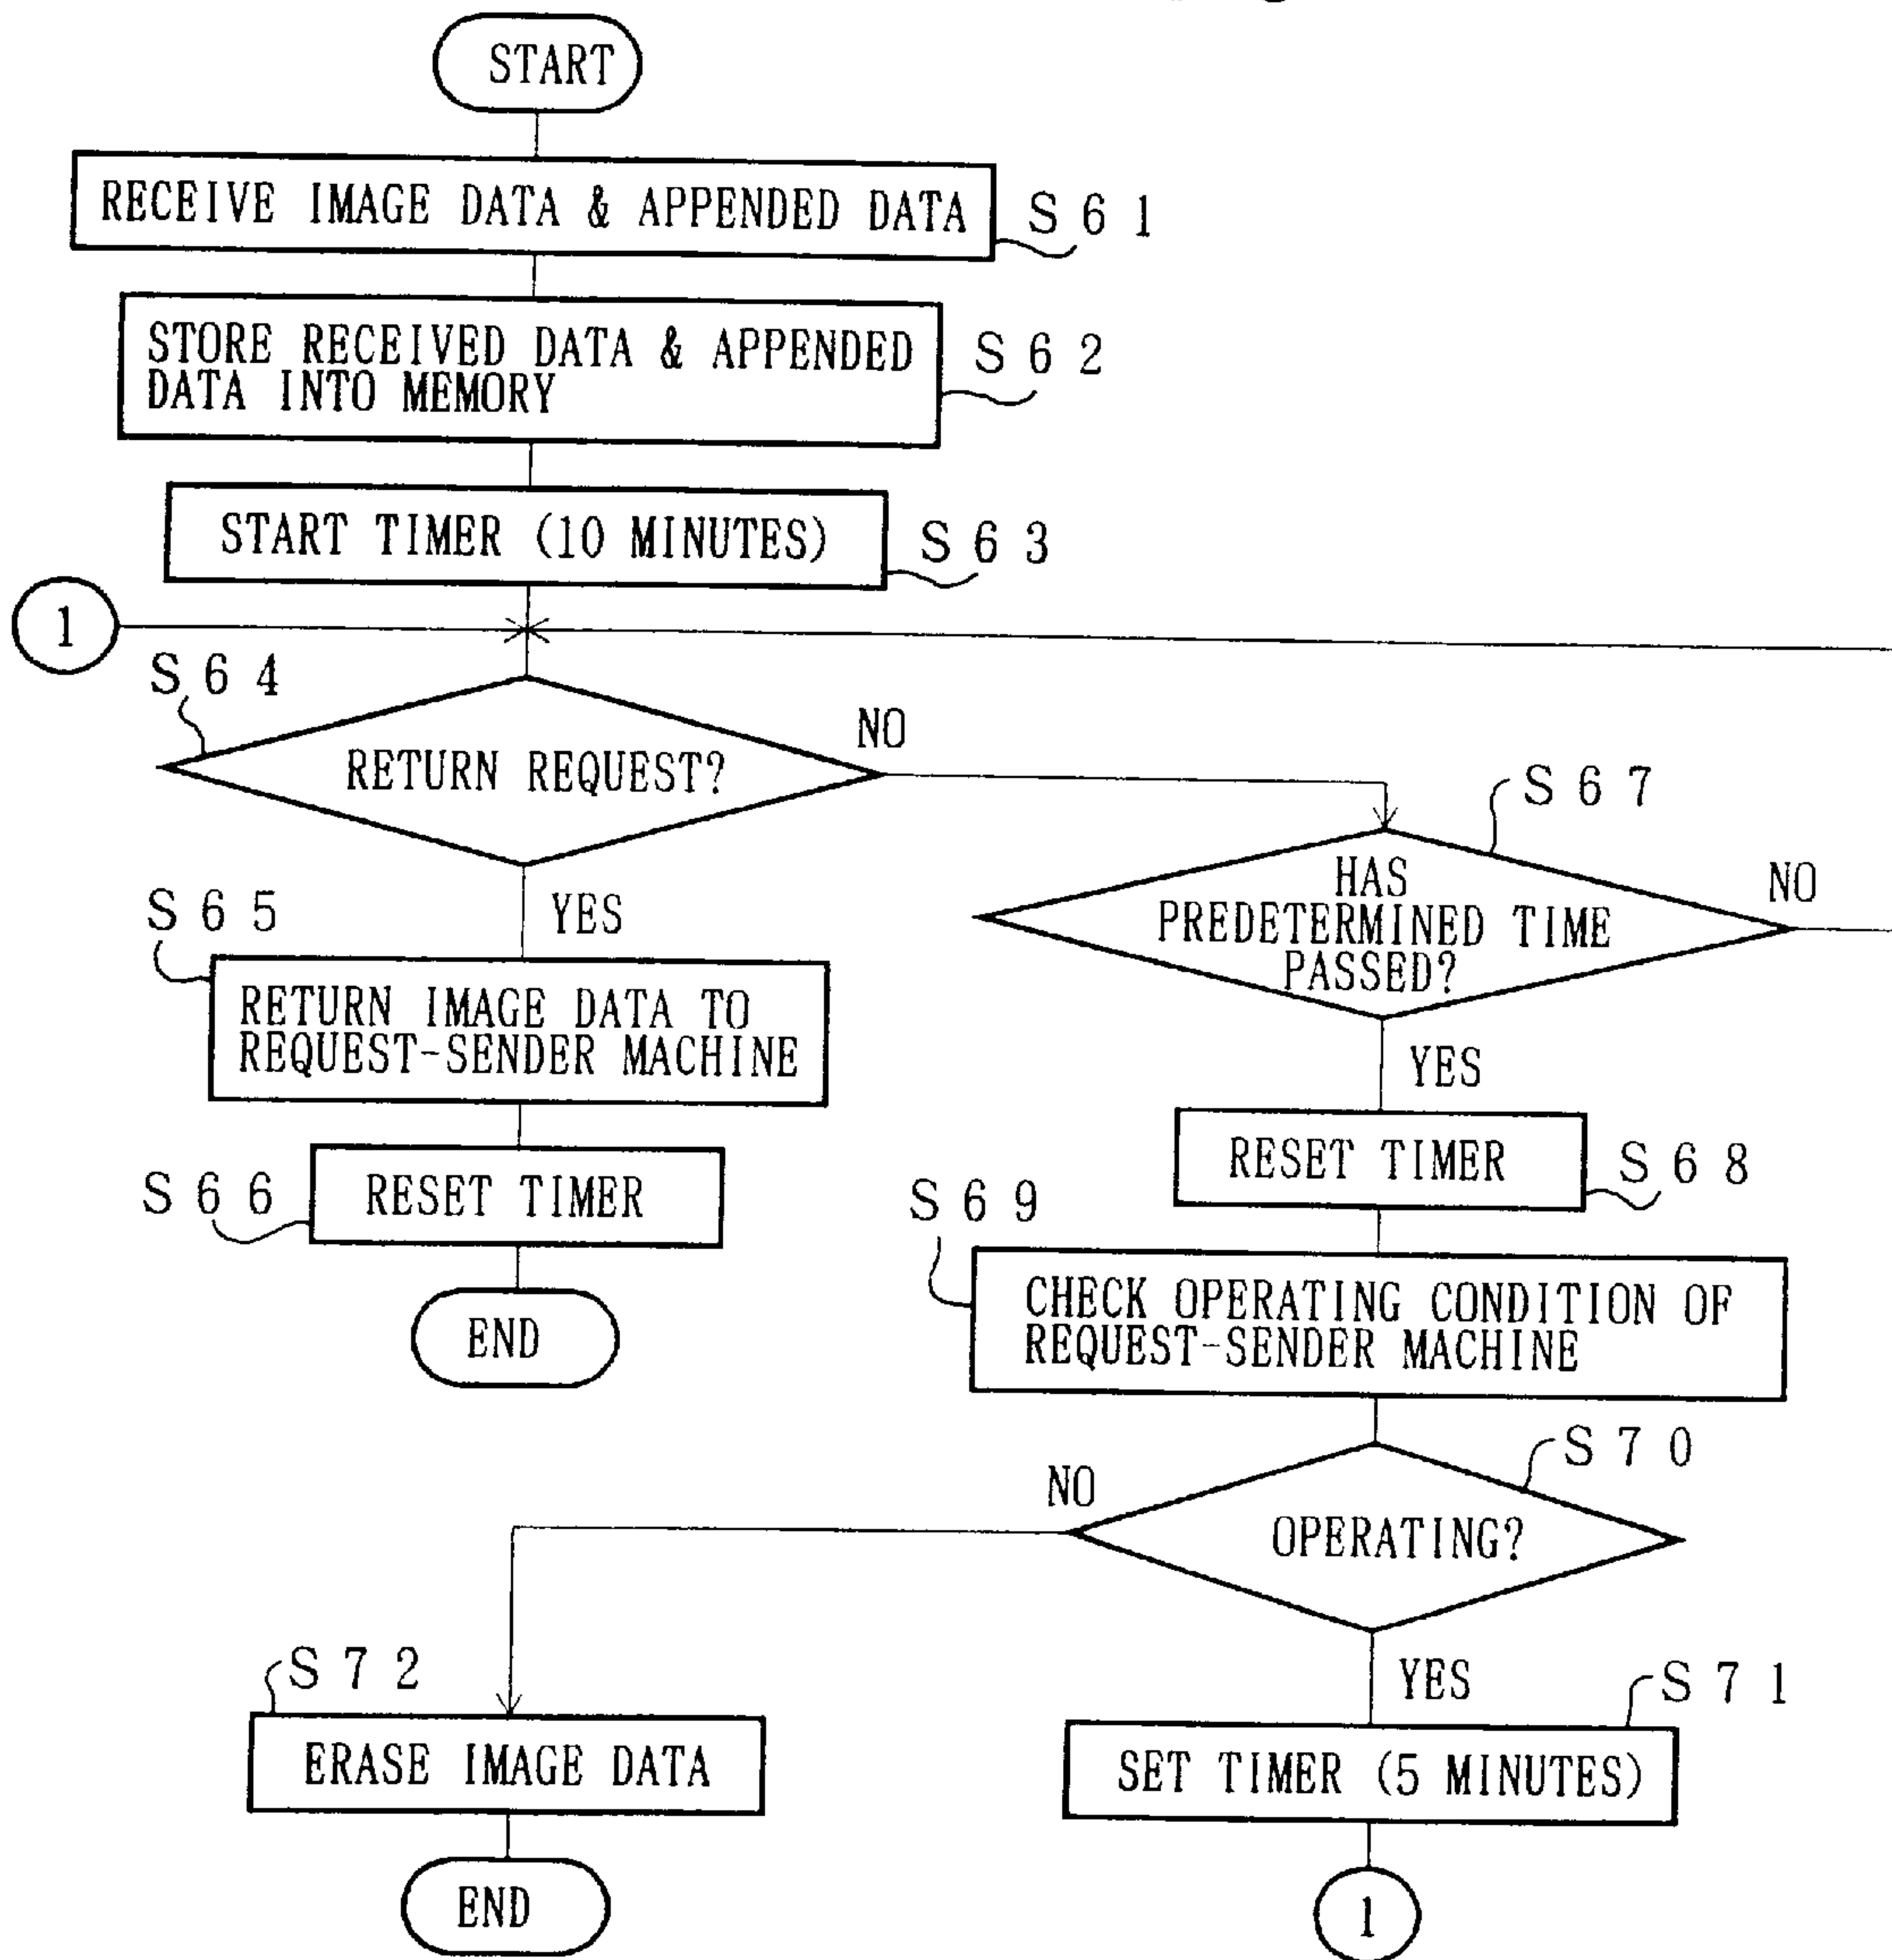 START
RECEIVE IMAGE DATA & APPENDED DATA
S61
STORE RECEIVED DATA & APPENDED
DATA INTO MEMORY
S62
START TIMER (10 MINUTES)
S63
1
S64
RETURN REQUEST?
NO
YES
S65
RETURN IMAGE DATA TO
REQUEST-SENDER MACHINE
S66
RESET TIMER
END
S67
HAS
PREDETERMINED TIME
PASSED?
NO
YES
RESET TIMER
S68
S69
CHECK OPERATING CONDITION OF
REQUEST-SENDER MACHINE
S70
OPERATING?
NO
YES
S72
ERASE IMAGE DATA
END
S71
SET TIMER (5 MINUTES)
1